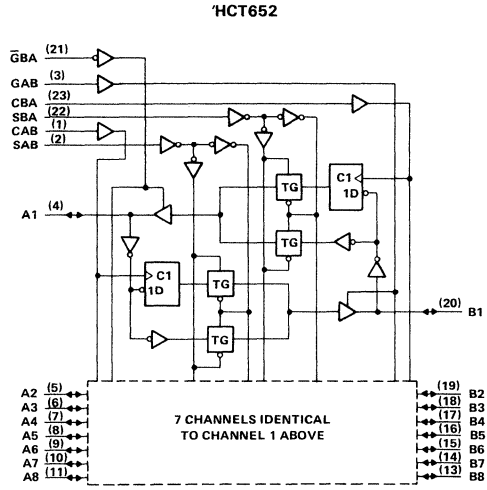 'HCT652
G̅BA (21)
GAB (3)
CBA (23)
SBA (22)
CAB (1)
SAB (2)
TG
C1
1D
A1 (4)
TG
C1
1D
TG
(20) B1
TG
A2 (5)
A3 (6)
A4 (7)
A5 (8)
A6 (9)
A7 (10)
A8 (11)
7 CHANNELS IDENTICAL
TO CHANNEL 1 ABOVE
(19) B2
(18) B3
(17) B4
(16) B5
(15) B6
(14) B7
(13) B8